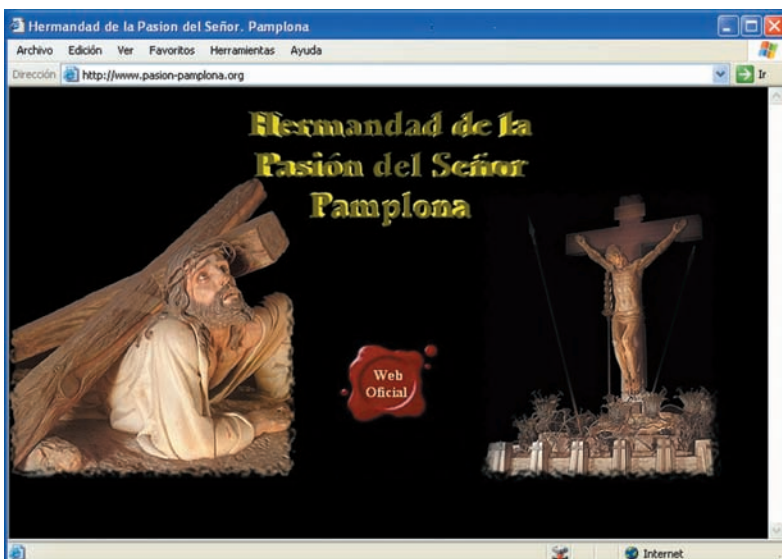 Hermandad de la Pasion del Señor. Pamplona
Archivo Edición Ver Favoritos Herramientas Ayuda
Dirección http://www.pasion-pamplona.org Ir
Hermandad de la
Pasión del Señor
Pamplona
Web
Oficial
Internet